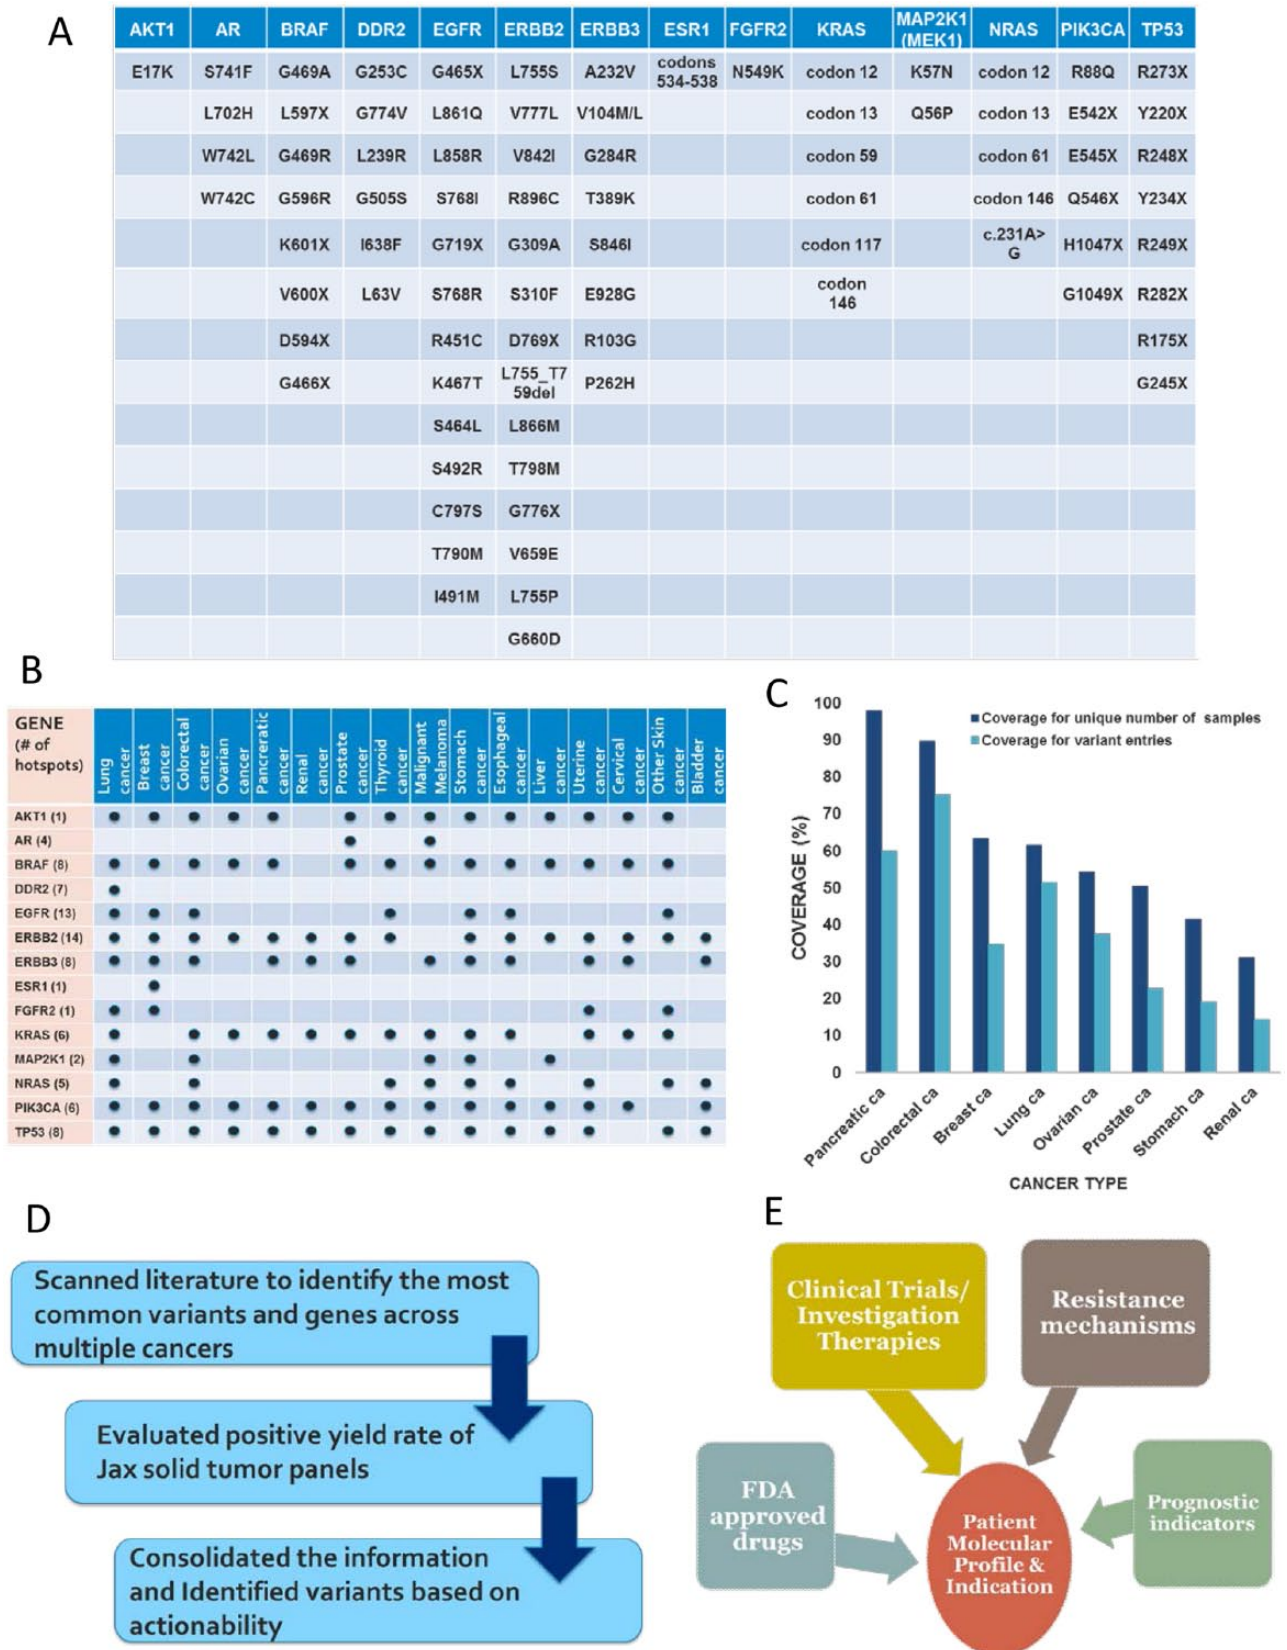 A
AKT1 AR BRAF DDR2 EGFR ERBB2 ERBB3 ESR1 FGFR2 KRAS MAP2K1 (MEK1) NRAS PIK3CA TP53
E17K S741F G469A G253C G465X L755S A232V codons 534-538 N549K codon 12 K57N codon 12 R88Q R273X
L702H L597X G774V L861Q V777L V104M/L codon 13 Q56P codon 13 E542X Y220X
W742L G469R L239R L858R V842I G284R codon 59 codon 61 E545X R248X
W742C G596R G505S S768I R896C T389K codon 61 codon 146 Q546X Y234X
K601X I638F G719X G309A S846I codon 117 c.231A> G H1047X R249X
V600X L63V S768R S310F E928G codon 146 G1049X R282X
D594X R451C D769X R103G R175X
G466X K467T L755_T7 59del P262H G245X
S464L L866M
S492R T798M
C797S G776X
T790M V659E
I491M L755P
G660D
B
GENE
(# of
hotspots)
Lung cancer
Breast cancer
Colorectal cancer
Ovarian cancer
Pancreratic cancer
Renal cancer
Prostate cancer
Thyroid cancer
Malignant Melanoma
Stomach cancer
Esophageal cancer
Liver cancer
Uterine cancer
Cervical cancer
Other Skin cancer
Bladder cancer
AKT1 (1)
AR (4)
BRAF (8)
DDR2 (7)
EGFR (13)
ERBB2 (14)
ERBB3 (8)
ESR1 (1)
FGFR2 (1)
KRAS (6)
MAP2K1 (2)
NRAS (5)
PIK3CA (6)
TP53 (8)
C
100
90
80
70
60
50
40
30
20
10
0
COVERAGE (%)
Coverage for unique number of samples
Coverage for variant entries
Pancreatic ca
Colorectal ca
Breast ca
Lung ca
Ovarian ca
Prostate ca
Stomach ca
Renal ca
CANCER TYPE
D
Scanned literature to identify the most
common variants and genes across
multiple cancers
Evaluated positive yield rate of
Jax solid tumor panels
Consolidated the information
and Identified variants based on
actionability
E
Clinical Trials/
Investigation
Therapies
Resistance
mechanisms
FDA
approved
drugs
Prognostic
indicators
Patient
Molecular
Profile &
Indication